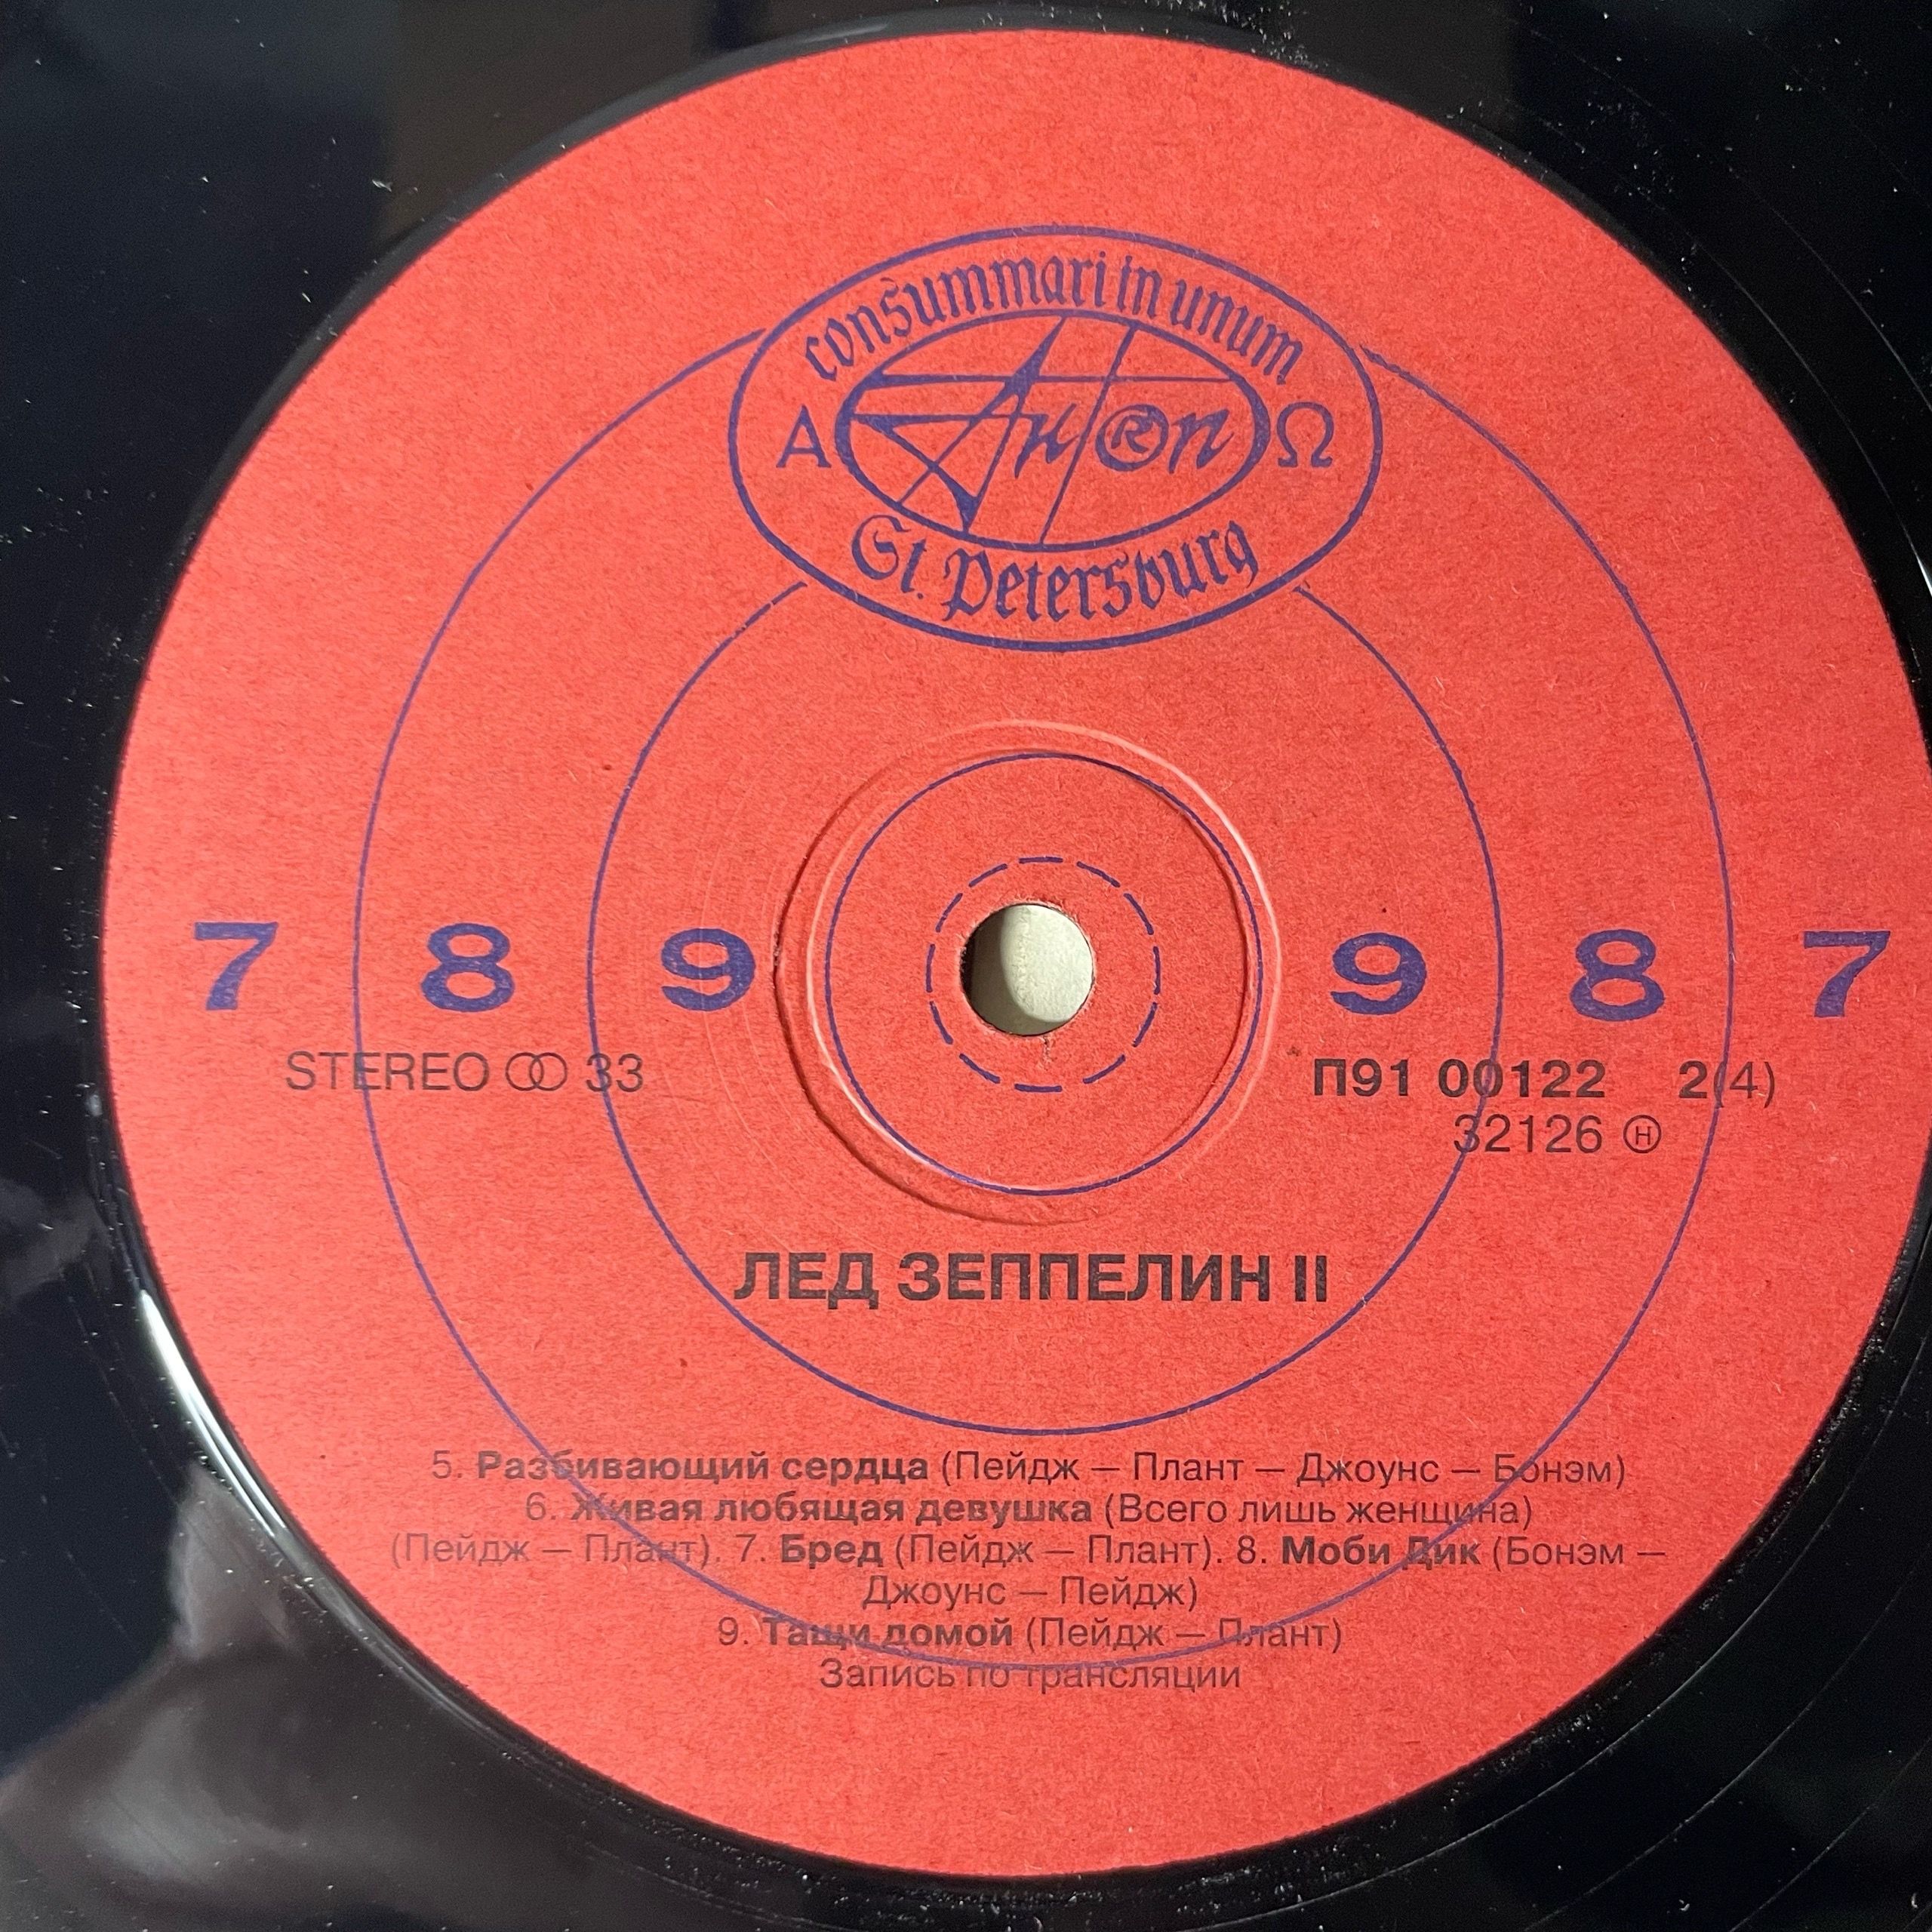 consummari in unum
Α АнтRоп Ω
St. Petersburg
7 8 9 9 8 7
STEREO 33 П91 00122 2(4)
32126 Ⓗ
ЛЕД ЗЕППЕЛИН II
5. Разбивающий сердца (Пейдж — Плант — Джоунс — Бонэм)
6. Живая любящая девушка (Всего лишь женщина)
(Пейдж — Плант). 7. Бред (Пейдж — Плант). 8. Моби Дик (Бонэм —
Джоунс — Пейдж)
9. Тащи домой (Пейдж — Плант)
Запись по трансляции